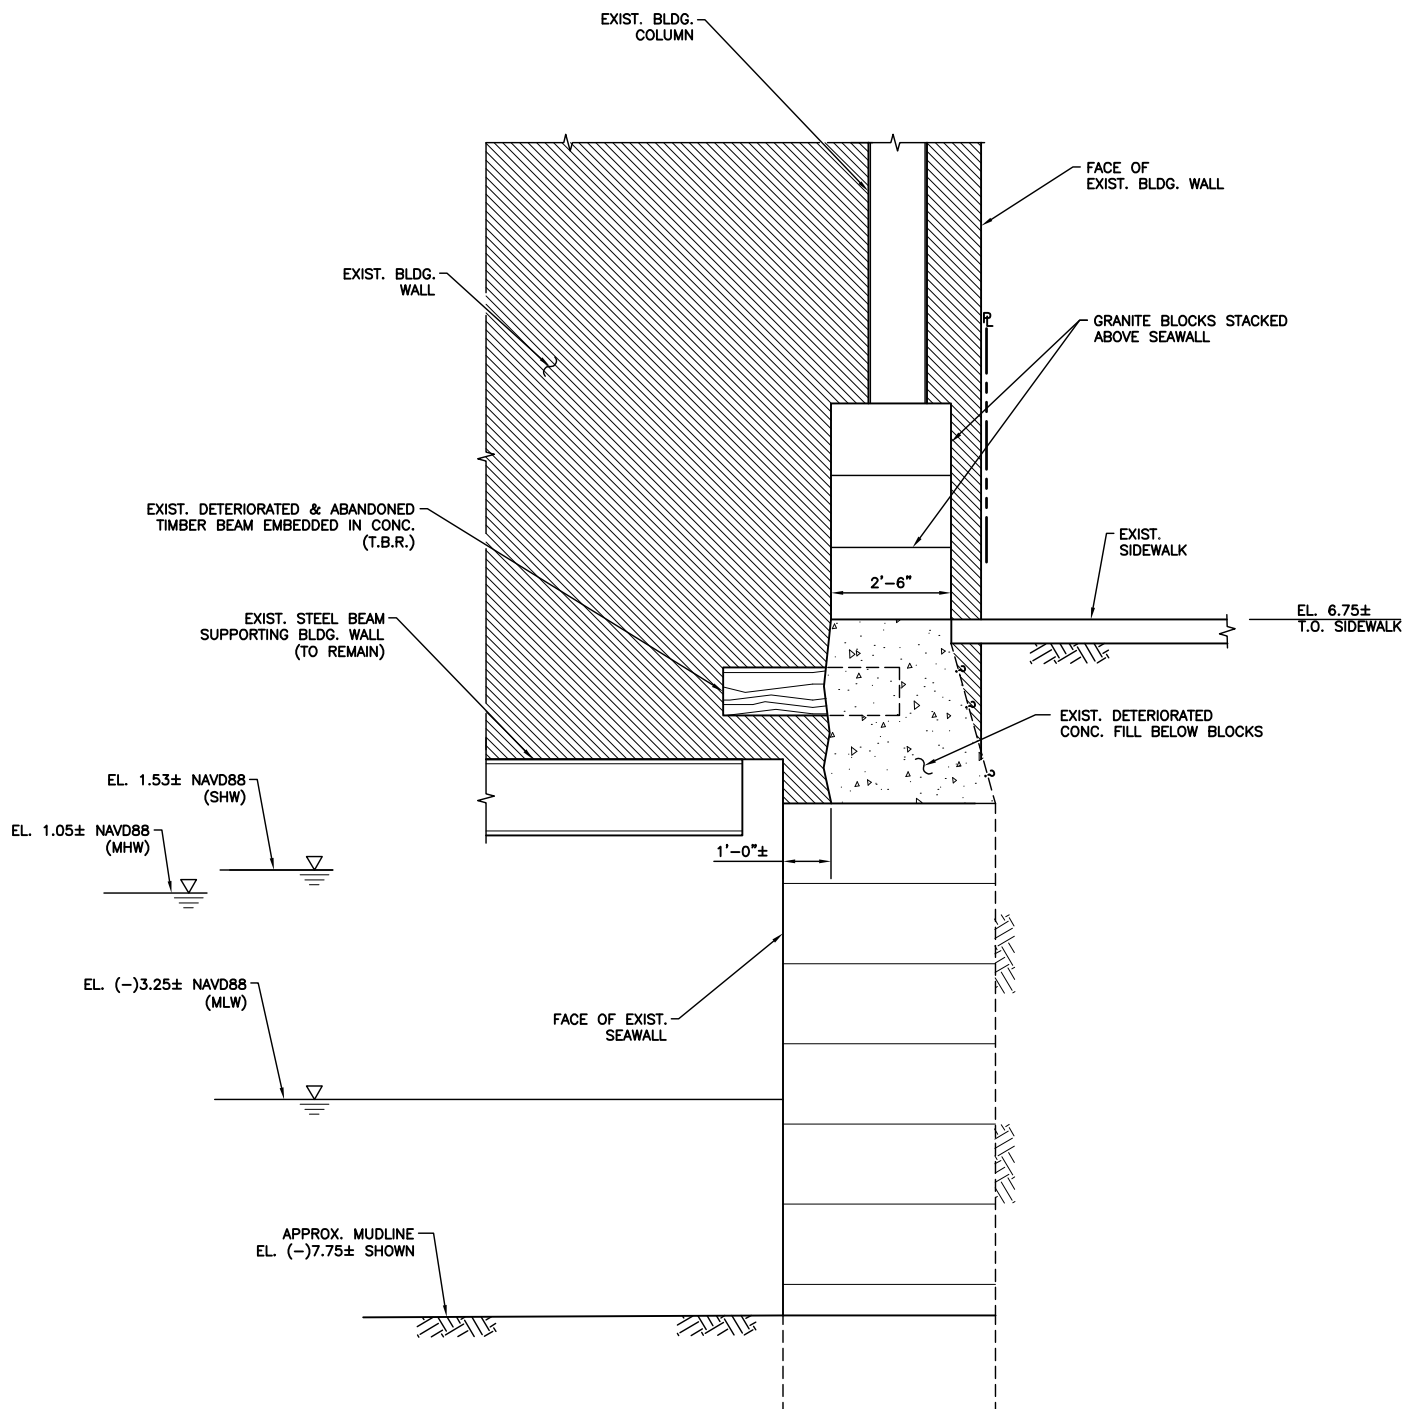 EXIST. BLDG.
COLUMN
FACE OF
EXIST. BLDG. WALL
EXIST. BLDG.
WALL
PL
GRANITE BLOCKS STACKED
ABOVE SEAWALL
EXIST. DETERIORATED & ABANDONED
TIMBER BEAM EMBEDDED IN CONC.
(T.B.R.)
EXIST.
SIDEWALK
2'-6"
EXIST. STEEL BEAM
SUPPORTING BLDG. WALL
(TO REMAIN)
EL. 6.75±
T.O. SIDEWALK
?
?
?
EXIST. DETERIORATED
CONC. FILL BELOW BLOCKS
EL. 1.53± NAVD88
(SHW)
EL. 1.05± NAVD88
(MHW)
1'-0"±
EL. (-)3.25± NAVD88
(MLW)
FACE OF EXIST.
SEAWALL
APPROX. MUDLINE
EL. (-)7.75± SHOWN